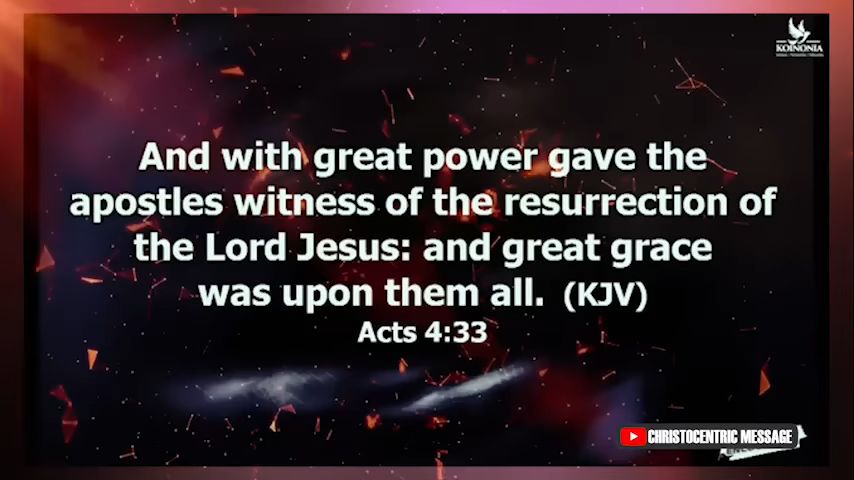 KOINONIA
And with great power gave the
apostles witness of the resurrection of
the Lord Jesus: and great grace
was upon them all. (KJV)
Acts 4:33
CHRISTOCENTRIC MESSAGE